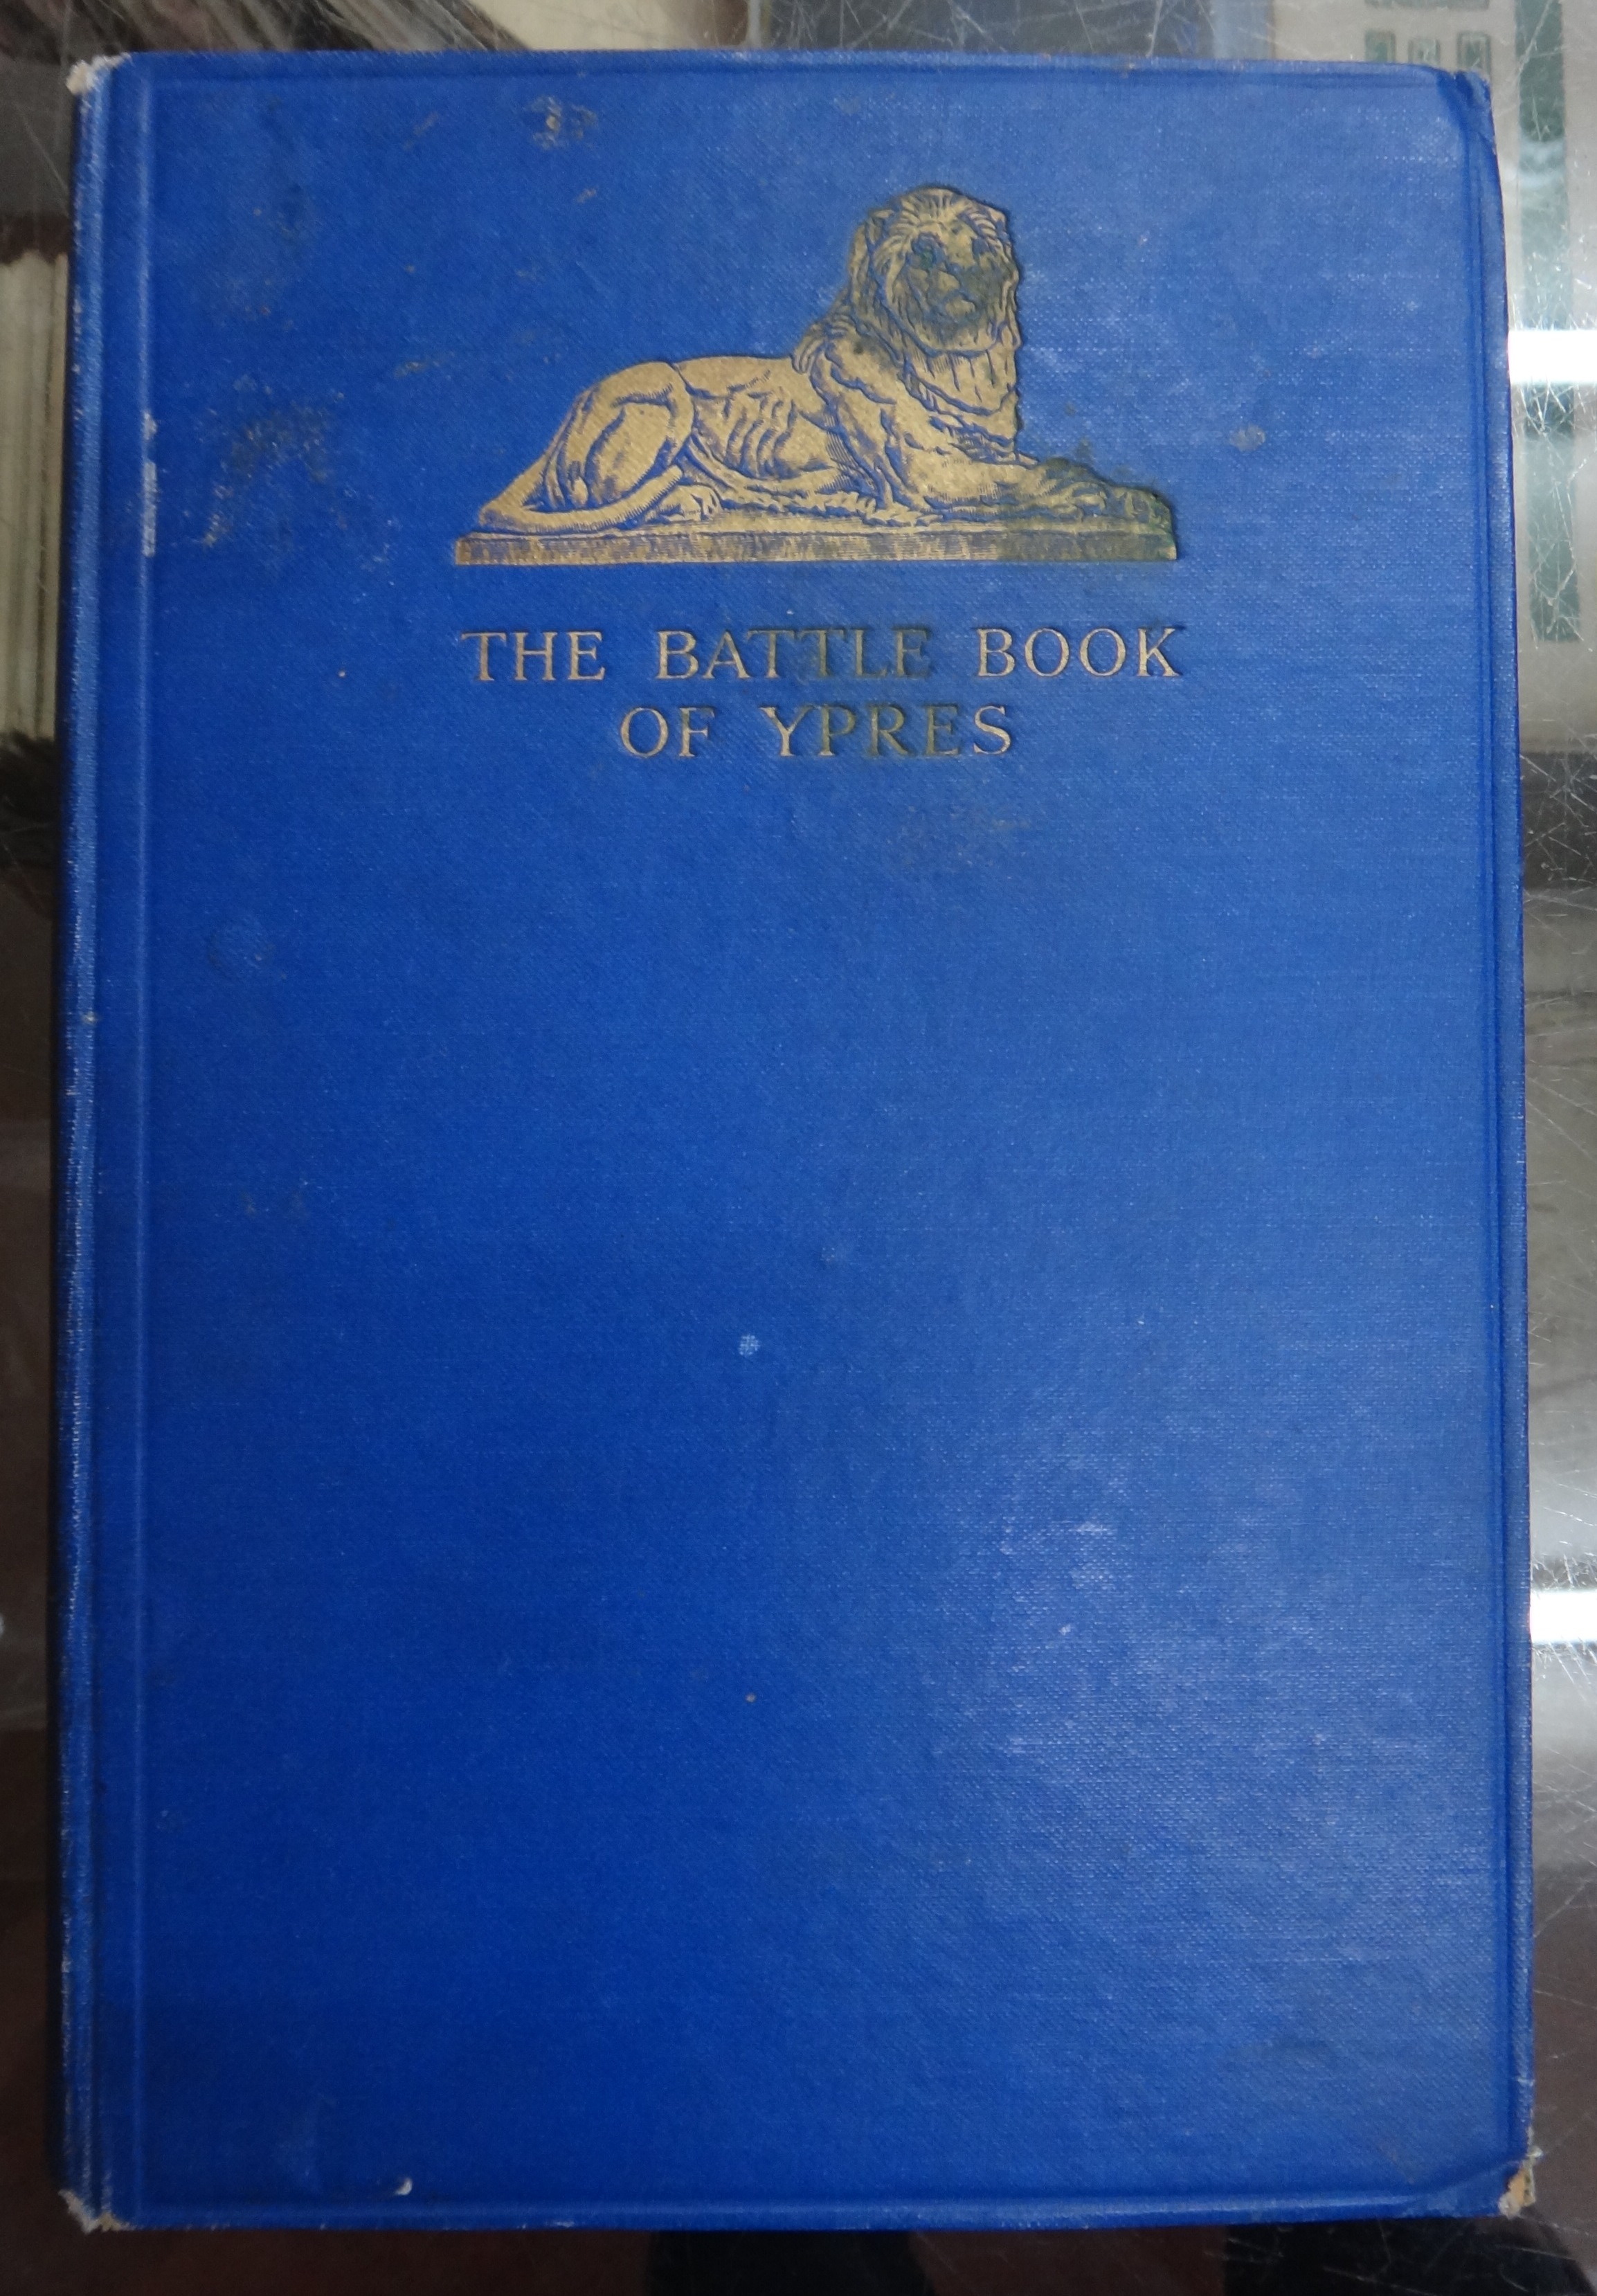 THE BATTLE BOOK
OF YPRES